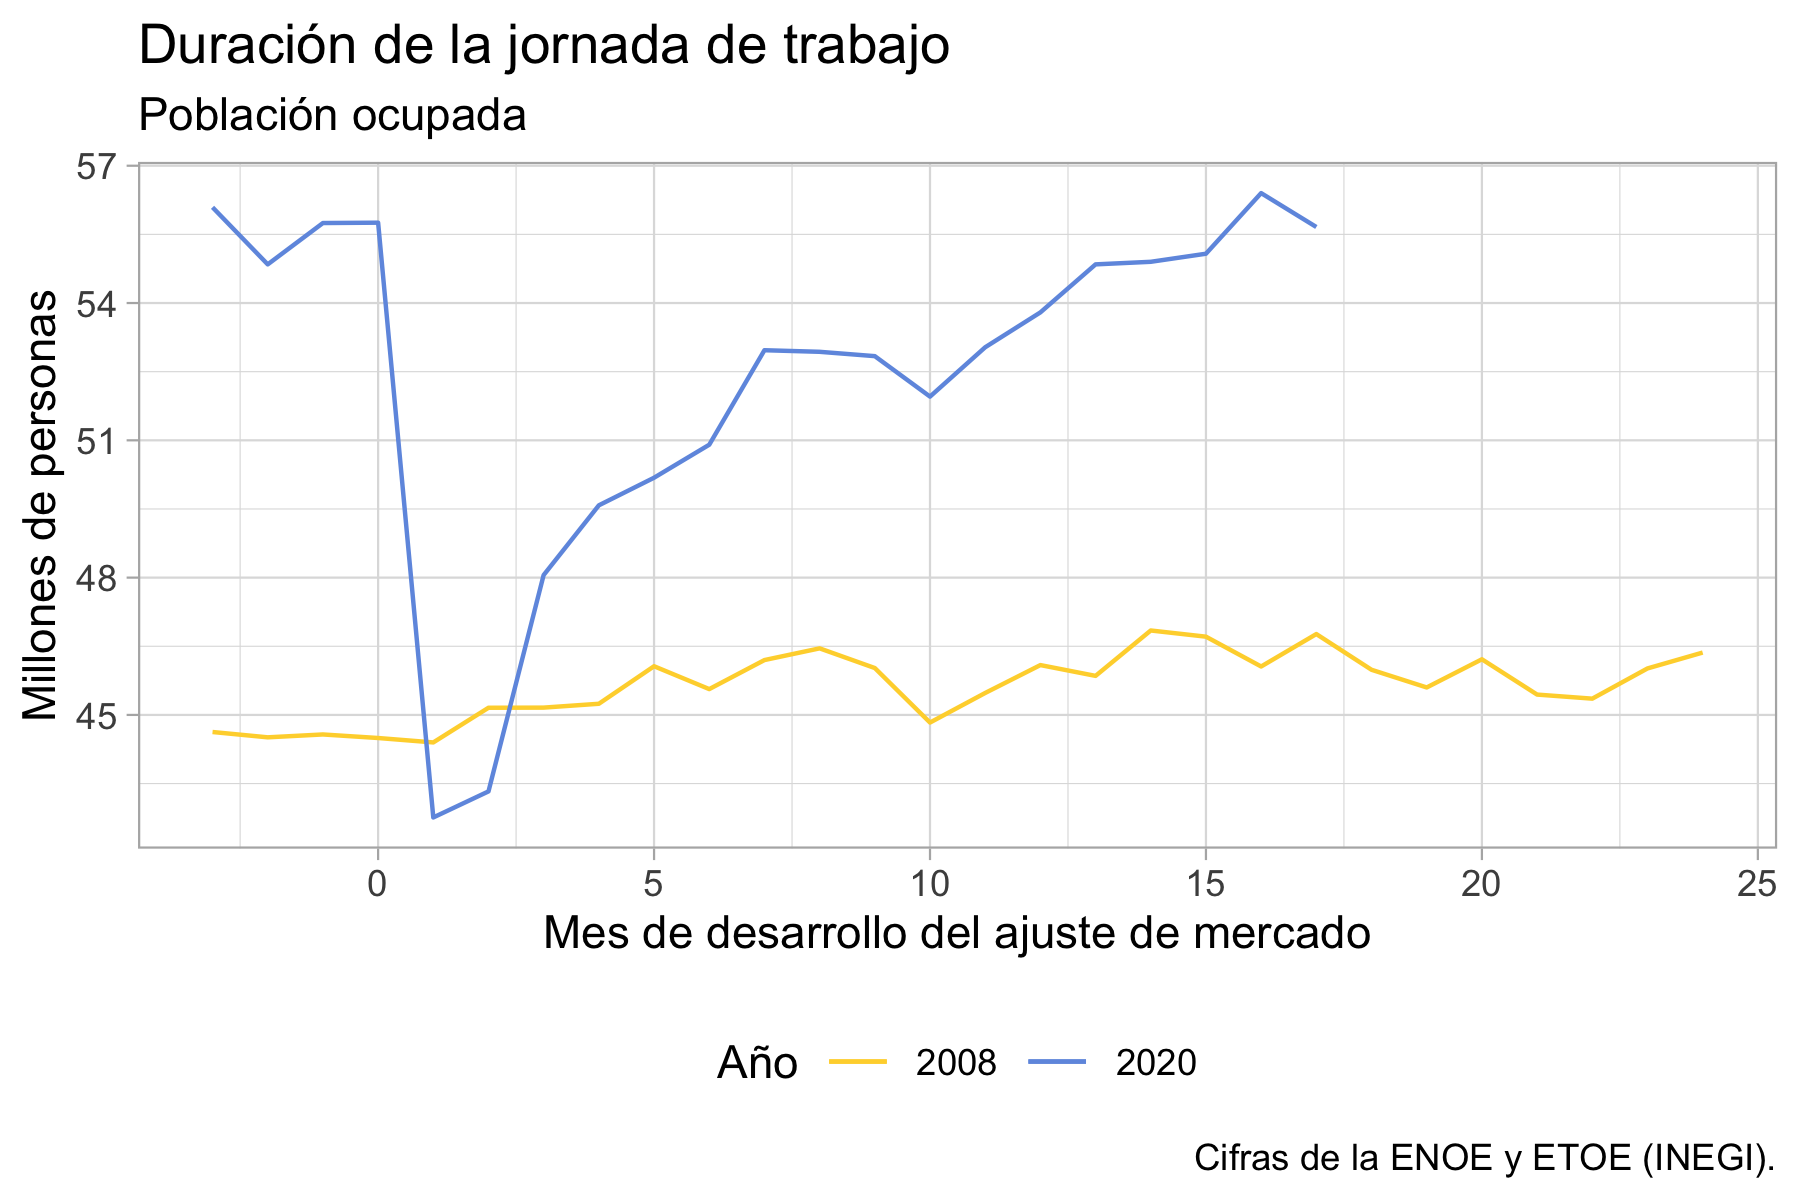 Duración de la jornada de trabajo
Población ocupada
57
54
51
48
45
Millones de personas
0 5 10 15 20 25
Mes de desarrollo del ajuste de mercado
Año 2008 2020
Cifras de la ENOE y ETOE (INEGI).